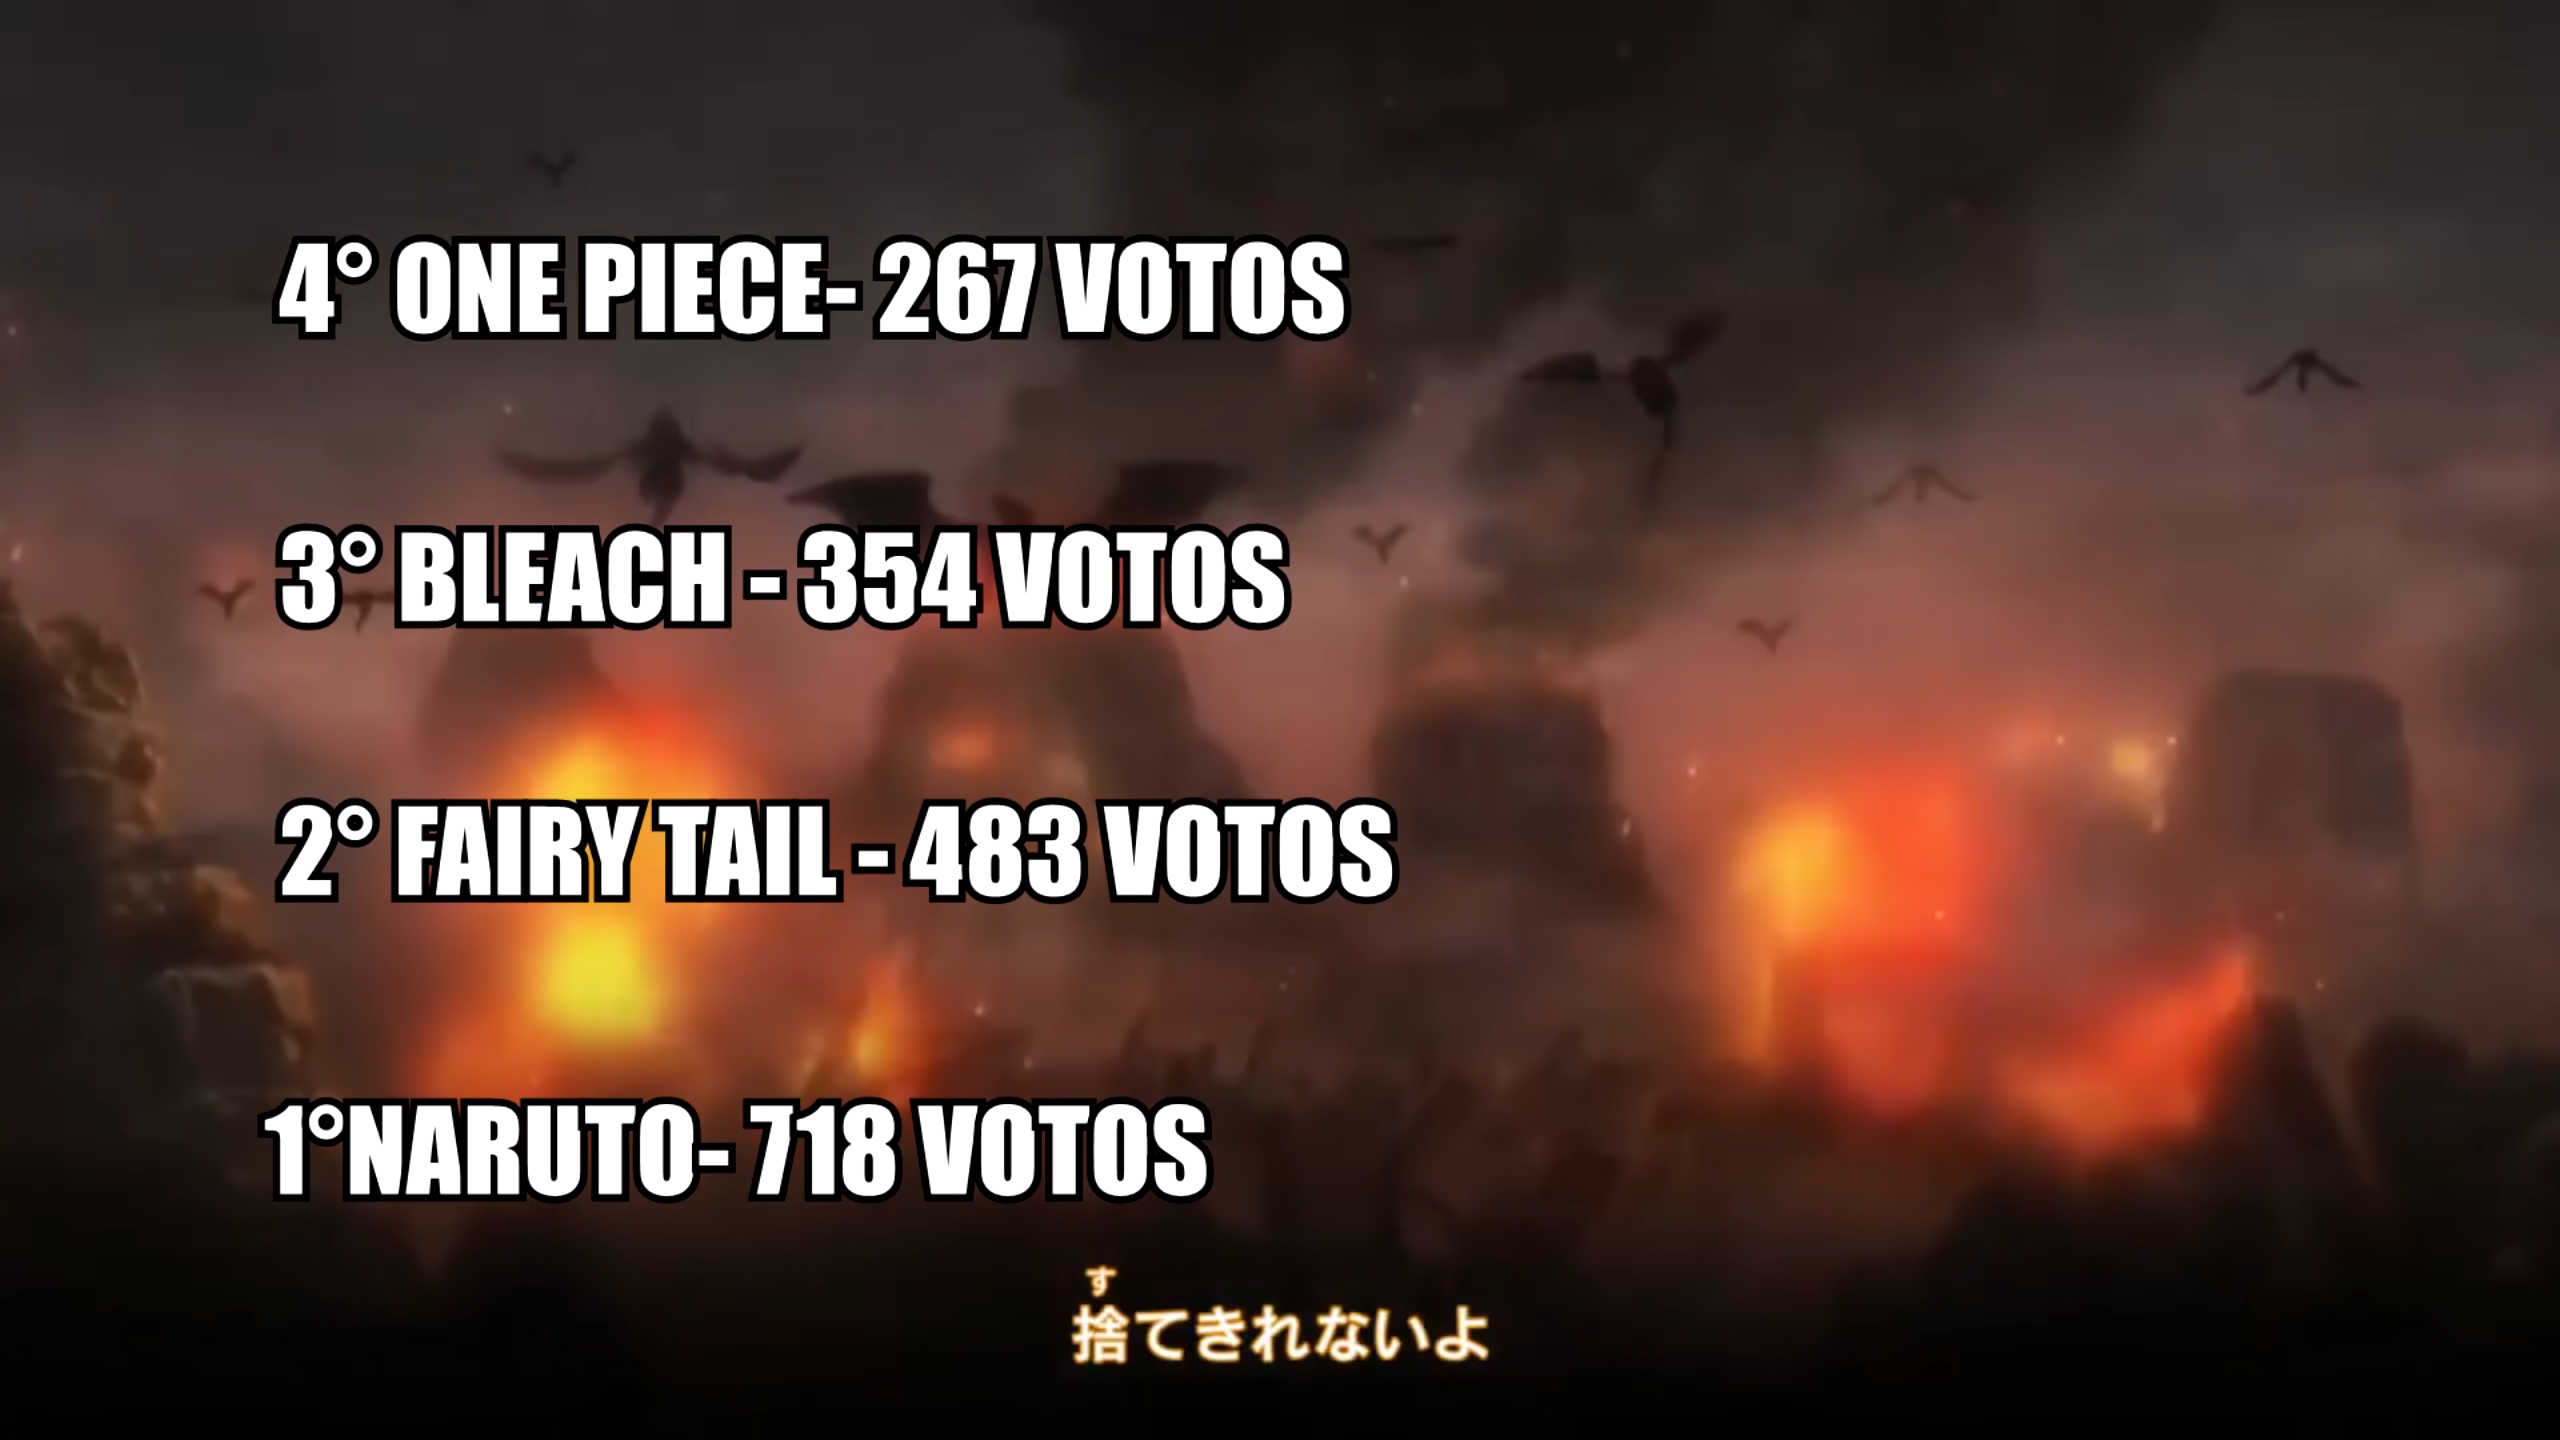 4° ONE PIECE- 267 VOTOS
3° BLEACH - 354 VOTOS
2° FAIRY TAIL - 483 VOTOS
1°NARUTO- 718 VOTOS
す
捨てきれないよ